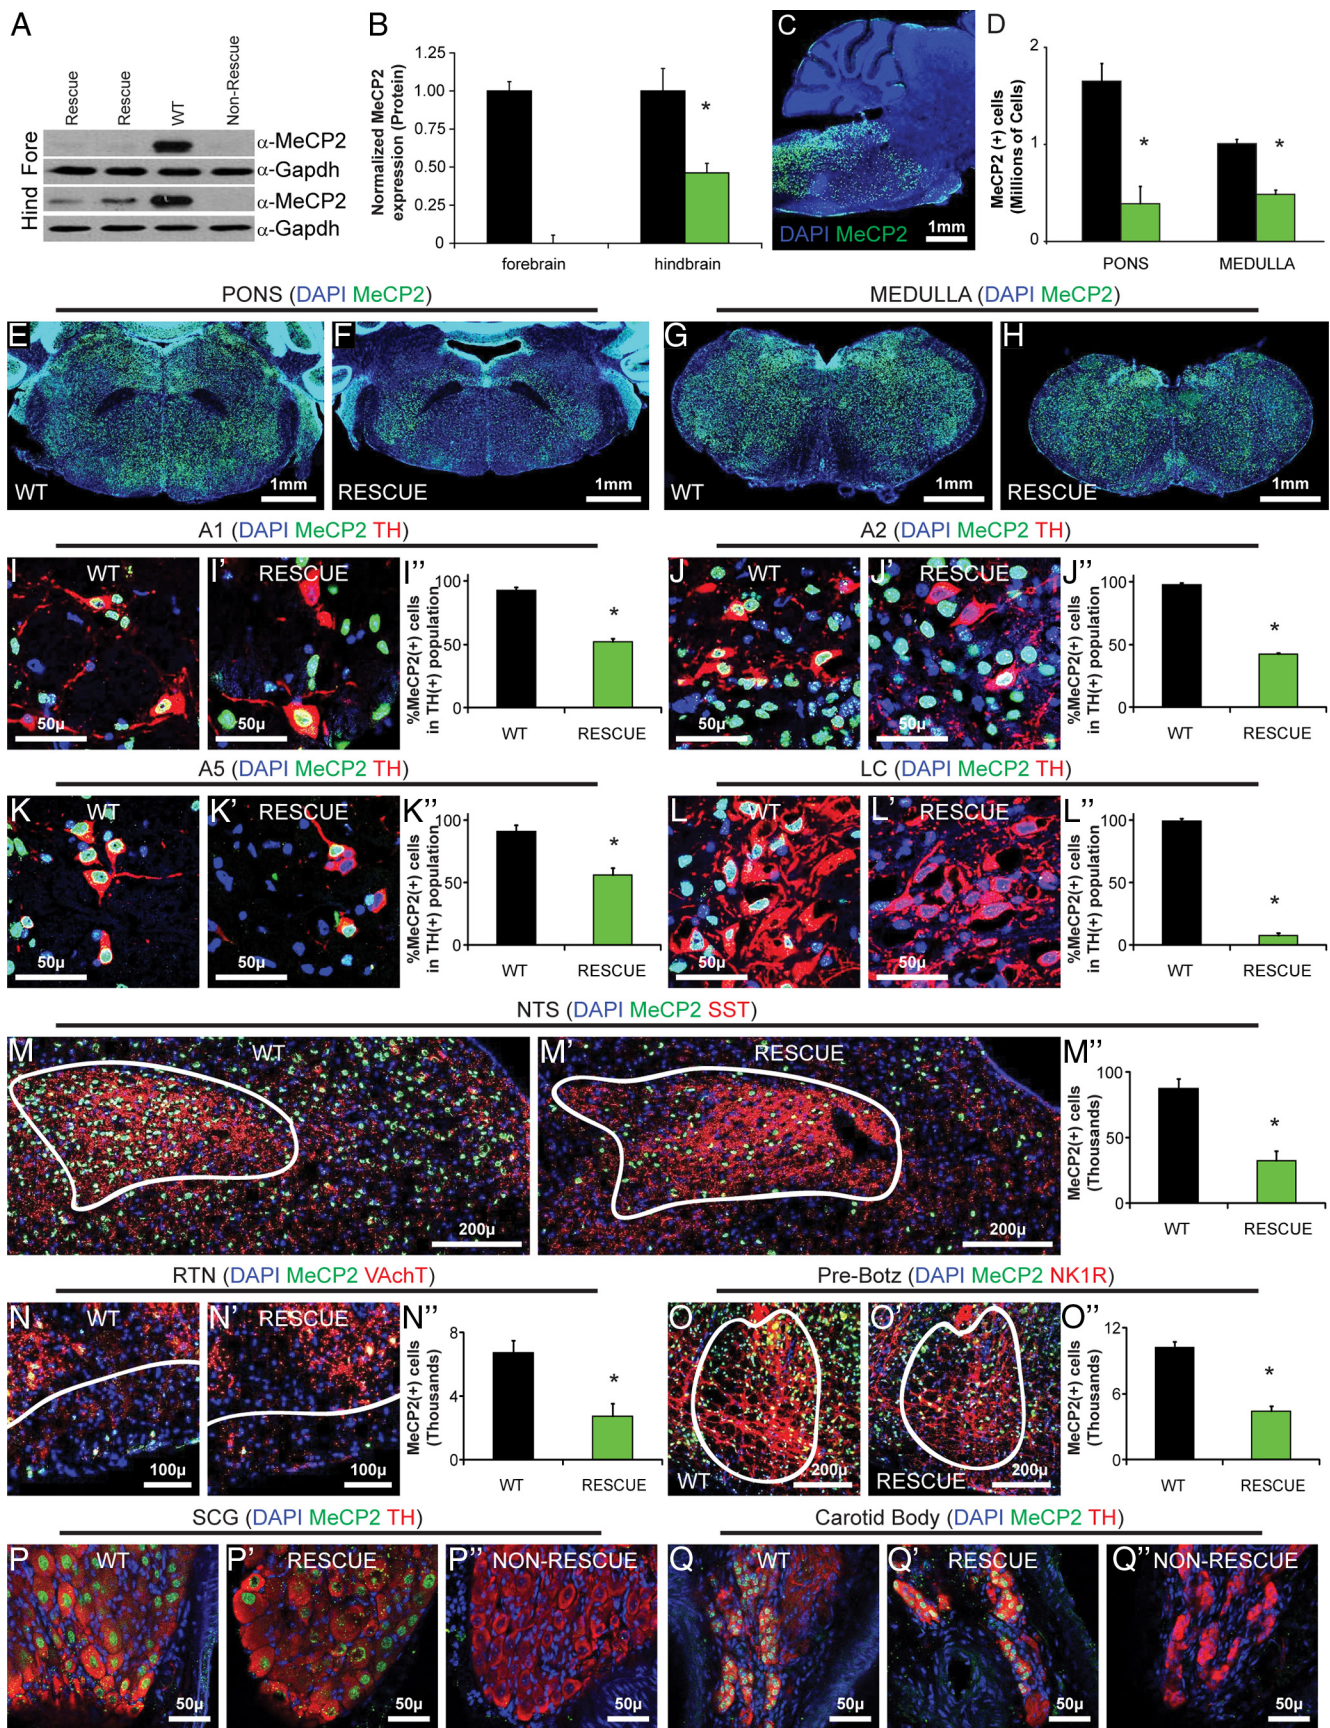 A
Rescue
Rescue
WT
Non-Rescue
Fore
Hind
α-MeCP2
α-Gapdh
α-MeCP2
α-Gapdh
B
Normalized MeCP2
expression (Protein)
1.25
1.00
0.75
0.50
0.25
0
*
forebrain
hindbrain
C
DAPI MeCP2
1mm
D
MeCP2 (+) cells
(Millions of Cells)
2
1
0
*
*
PONS
MEDULLA
PONS (DAPI MeCP2)
MEDULLA (DAPI MeCP2)
E
WT
1mm
F
RESCUE
1mm
G
WT
1mm
H
RESCUE
1mm
A1 (DAPI MeCP2 TH)
A2 (DAPI MeCP2 TH)
I
WT
50µ
I'
RESCUE
50µ
I''
%MeCP2(+) cells
in TH(+) population
100
50
0
*
WT
RESCUE
J
WT
50µ
J'
RESCUE
50µ
J''
%MeCP2(+) cells
in TH(+) population
100
50
0
*
WT
RESCUE
A5 (DAPI MeCP2 TH)
LC (DAPI MeCP2 TH)
K
WT
50µ
K'
RESCUE
50µ
K''
%MeCP2(+) cells
in TH(+) population
100
50
0
*
WT
RESCUE
L
WT
50µ
L'
RESCUE
50µ
L''
%MeCP2(+) cells
in TH(+) population
100
50
0
*
WT
RESCUE
NTS (DAPI MeCP2 SST)
M
WT
200µ
M'
RESCUE
200µ
M''
MeCP2(+) cells
(Thousands)
100
50
0
*
WT
RESCUE
RTN (DAPI MeCP2 VAchT)
Pre-Botz (DAPI MeCP2 NK1R)
N
WT
100µ
N'
RESCUE
100µ
N''
MeCP2(+) cells
(Thousands)
8
4
0
*
WT
RESCUE
O
WT
200µ
O'
RESCUE
200µ
O''
MeCP2(+) cells
(Thousands)
12
6
0
*
WT
RESCUE
SCG (DAPI MeCP2 TH)
Carotid Body (DAPI MeCP2 TH)
P
WT
50µ
P'
RESCUE
50µ
P''
NON-RESCUE
50µ
Q
WT
50µ
Q'
RESCUE
50µ
Q''
NON-RESCUE
50µ